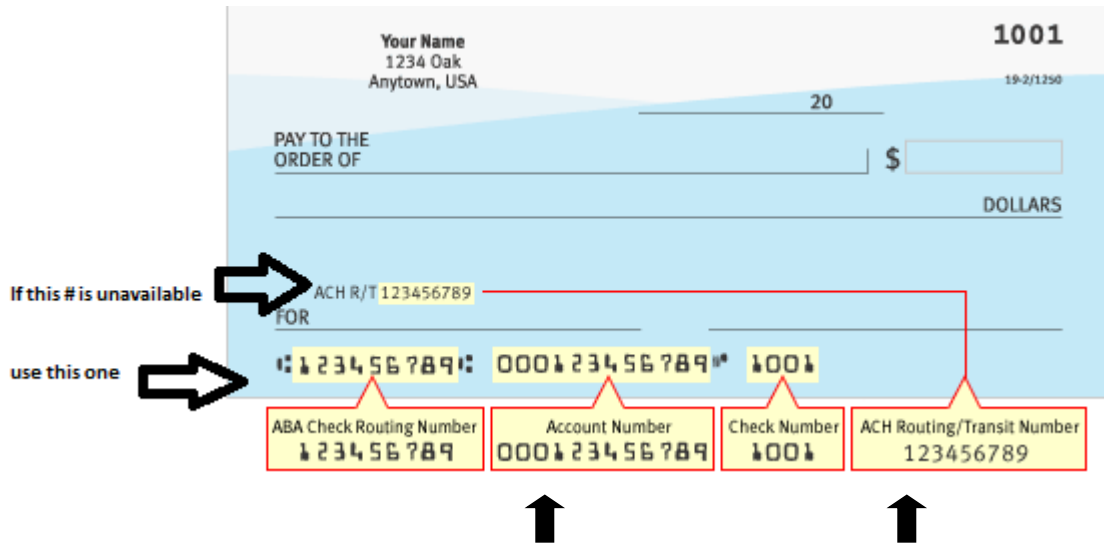 Your Name
1001
1234 Oak
Anytown, USA
19-2/1250
20
PAY TO THE
ORDER OF
$
DOLLARS
If this # is unavailable
ACH R/T 123456789
FOR
use this one
⑆123456789⑆ 000123456789⑈ 1001
ABA Check Routing Number
123456789
Account Number
000123456789
Check Number
1001
ACH Routing/Transit Number
123456789